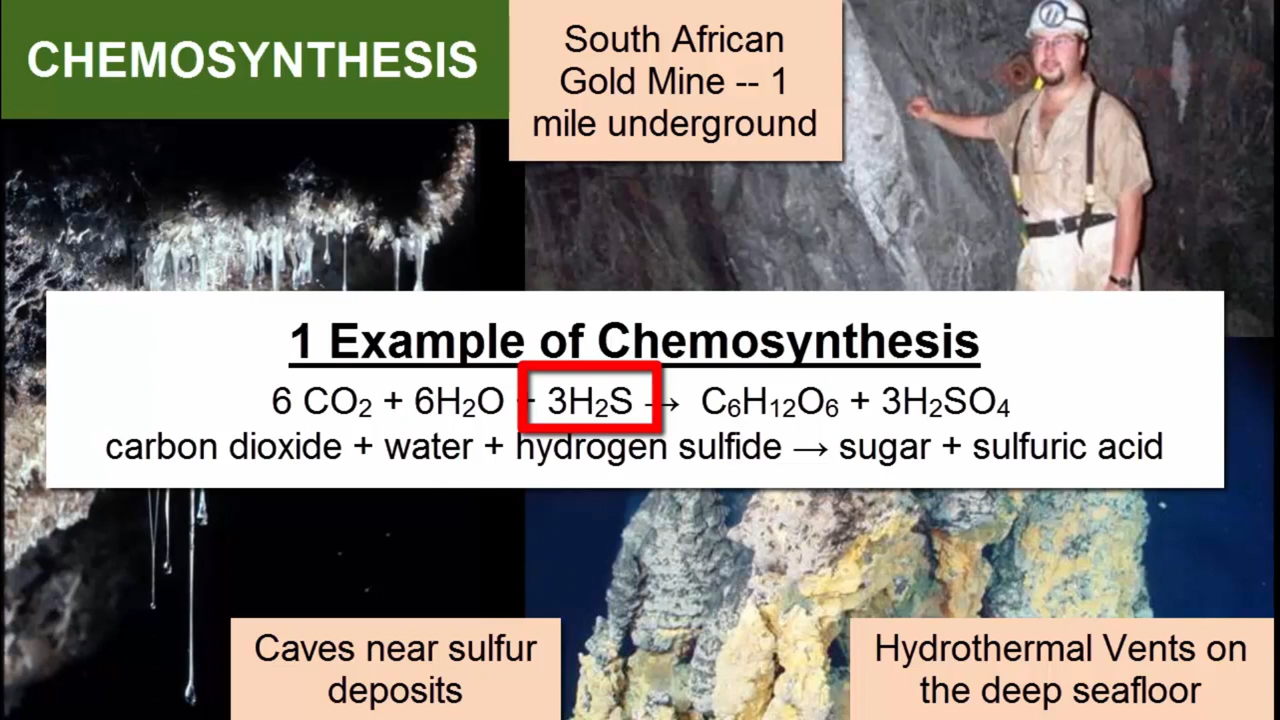 CHEMOSYNTHESIS
South African
Gold Mine -- 1
mile underground
1 Example of Chemosynthesis
6 CO₂ + 6H₂O + 3H₂S → C₆H₁₂O₆ + 3H₂SO₄
carbon dioxide + water + hydrogen sulfide → sugar + sulfuric acid
Caves near sulfur
deposits
Hydrothermal Vents on
the deep seafloor